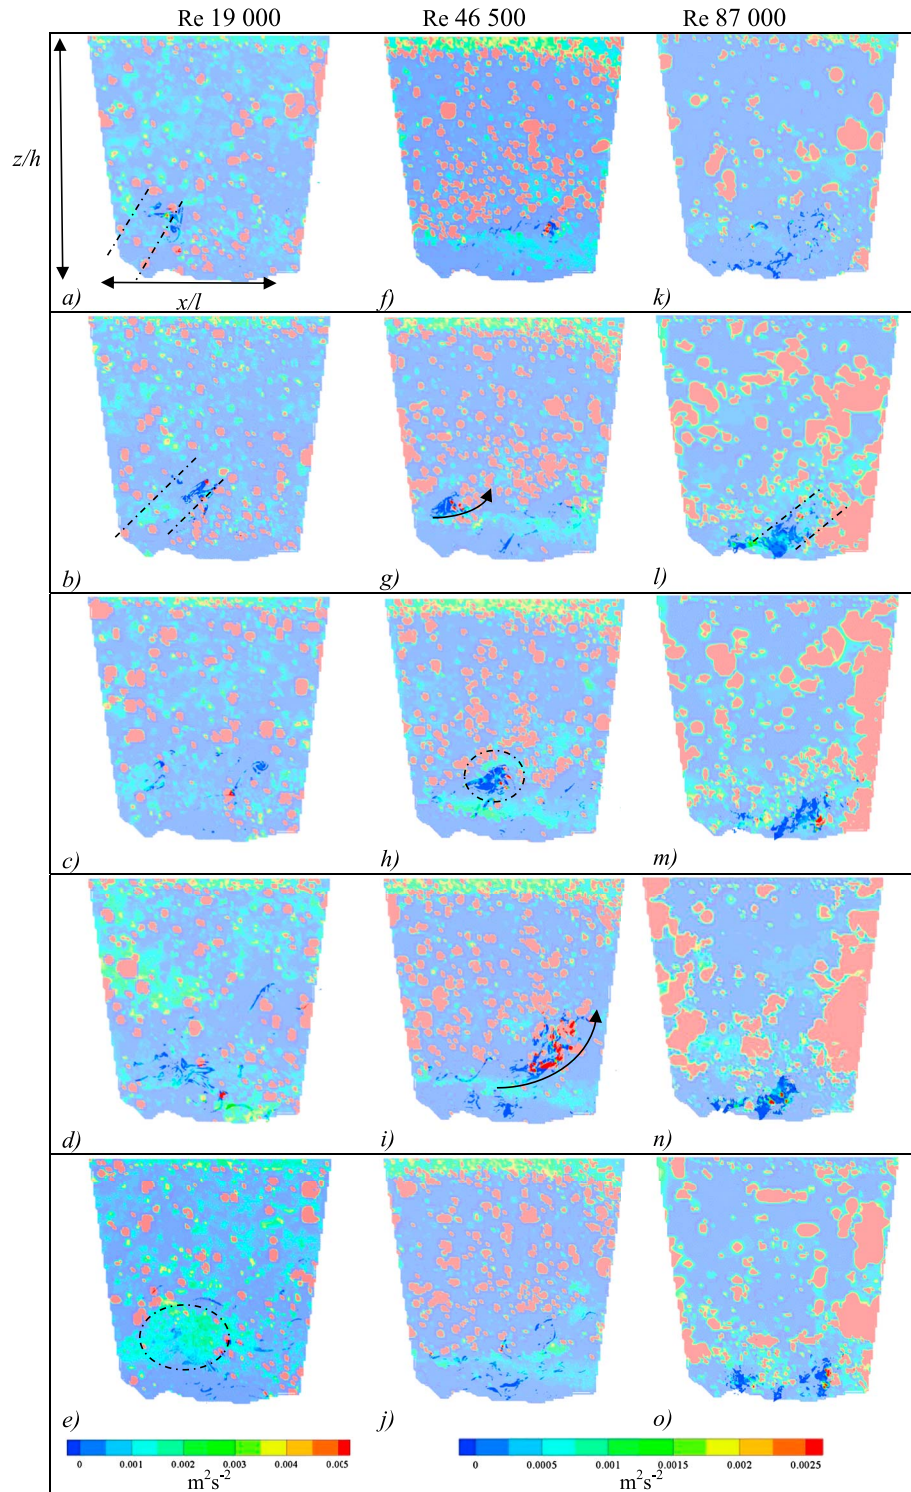 Re 19 000 Re 46 500 Re 87 000
z/h
x/l
a) f) k)
b) g) l)
c) h) m)
d) i) n)
e) j) o)
0 0.001 0.002 0.003 0.004 0.005
0 0.0005 0.001 0.0015 0.002 0.0025
m²s⁻² m²s⁻²